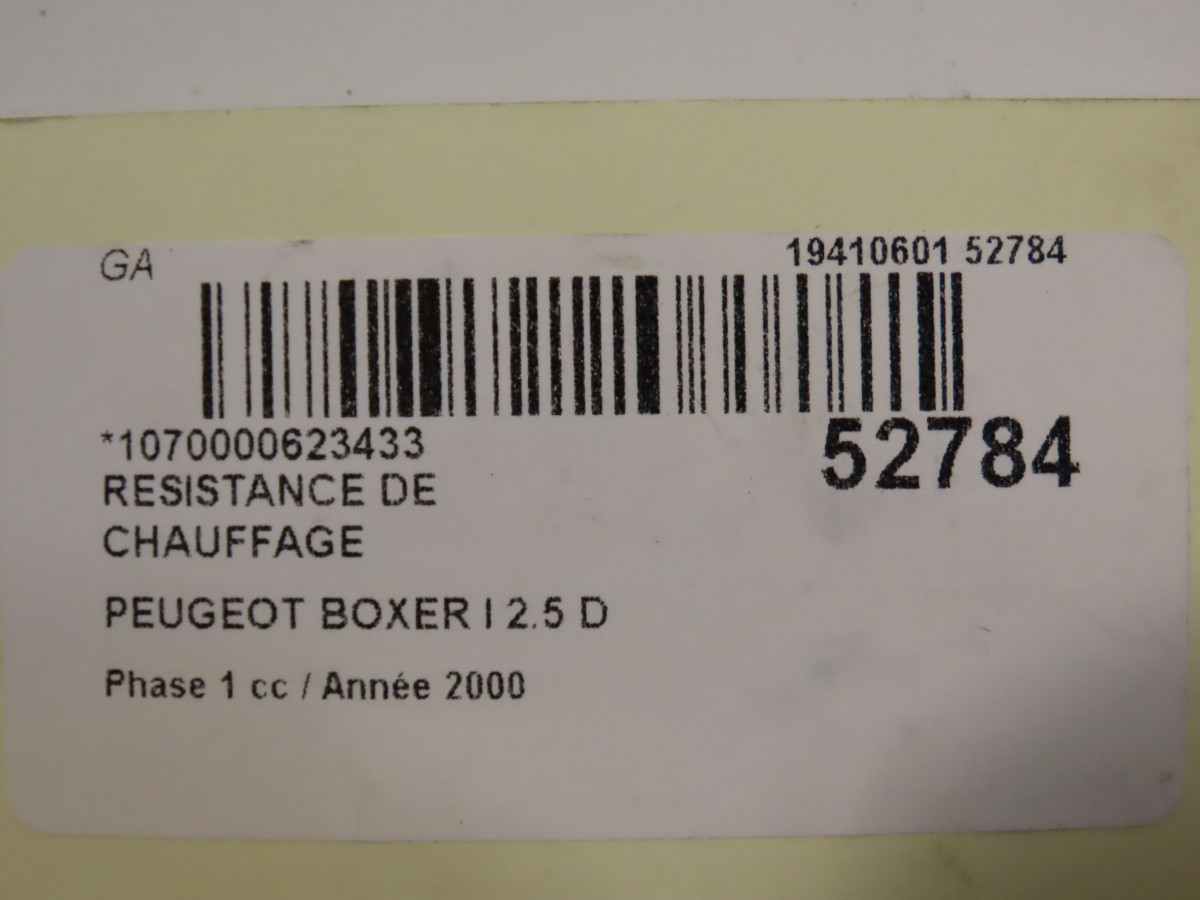 GA
19410601 52784
*1070000623433
52784
RESISTANCE DE
CHAUFFAGE
PEUGEOT BOXER I 2.5 D
Phase 1 cc / Année 2000